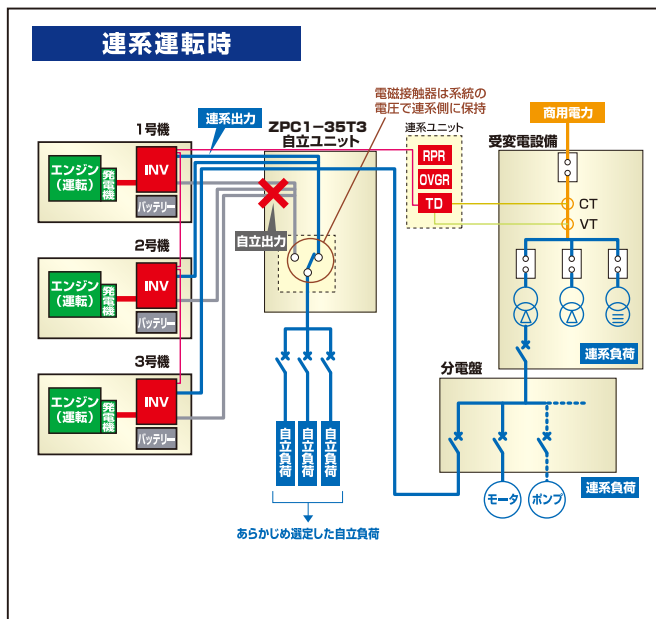 連系運転時
電磁接触器は系統の
電圧で連系側に保持
商用電力
連系出力
1号機
ZPC1-35T3
自立ユニット
連系ユニット
受変電設備
エンジン
(運転)
発電機
INV
バッテリー
RPR
OVGR
TD
CT
VT
自立出力
2号機
エンジン
(運転)
発電機
INV
バッテリー
連系負荷
3号機
分電盤
エンジン
(運転)
発電機
INV
バッテリー
自立負荷
自立負荷
自立負荷
モータ
ポンプ
連系負荷
あらかじめ選定した自立負荷